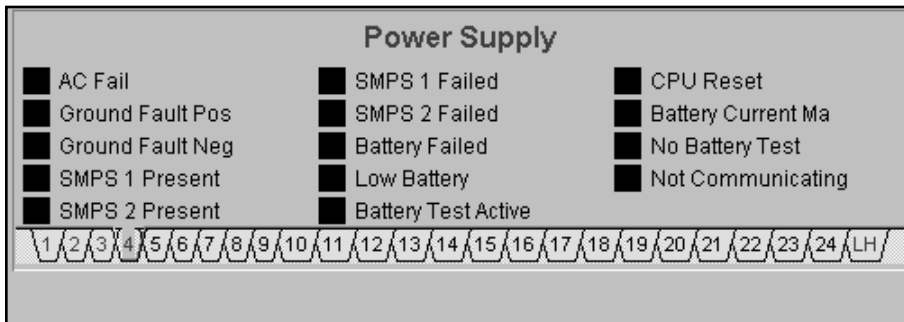 Power Supply
AC Fail
Ground Fault Pos
Ground Fault Neg
SMPS 1 Present
SMPS 2 Present
SMPS 1 Failed
SMPS 2 Failed
Battery Failed
Low Battery
Battery Test Active
CPU Reset
Battery Current Ma
No Battery Test
Not Communicating
1 2 3 4 5 6 7 8 9 10 11 12 13 14 15 16 17 18 19 20 21 22 23 24 LH